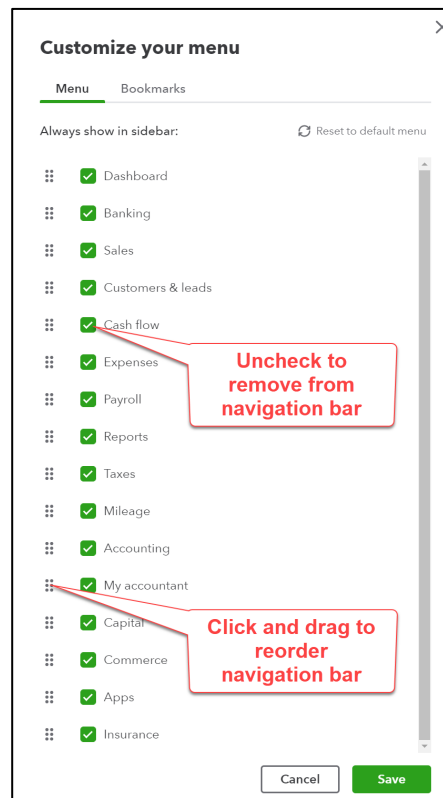 Customize your menu
Menu Bookmarks
Always show in sidebar: Reset to default menu
Dashboard
Banking
Sales
Customers & leads
Cash flow
Expenses
Uncheck to
remove from
navigation bar
Payroll
Reports
Taxes
Mileage
Accounting
My accountant
Capital
Click and drag to
reorder
navigation bar
Commerce
Apps
Insurance
Cancel Save